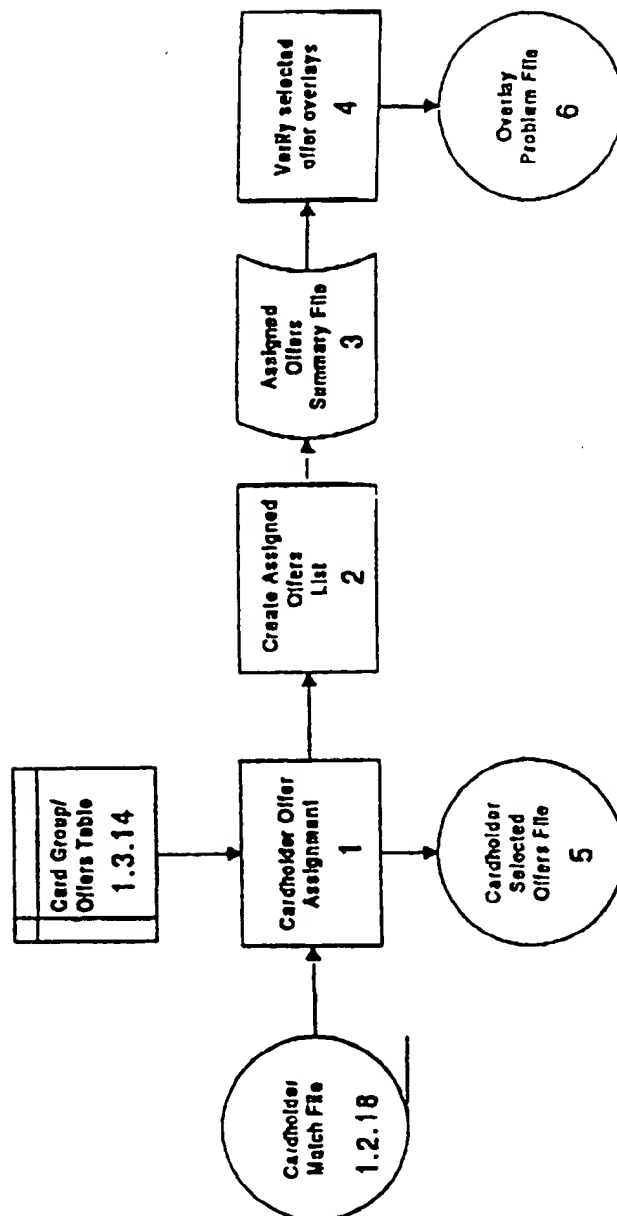 Card Group/
Offers Table
1.3.14
Cardholder
Match File
1.2.18
Cardholder Offer
Assignment
1
Create Assigned
Offers
List
2
Assigned
Offers
Summary File
3
Verify selected
offer overlays
4
Cardholder
Selected
Offers File
5
Overlay
Problem File
6